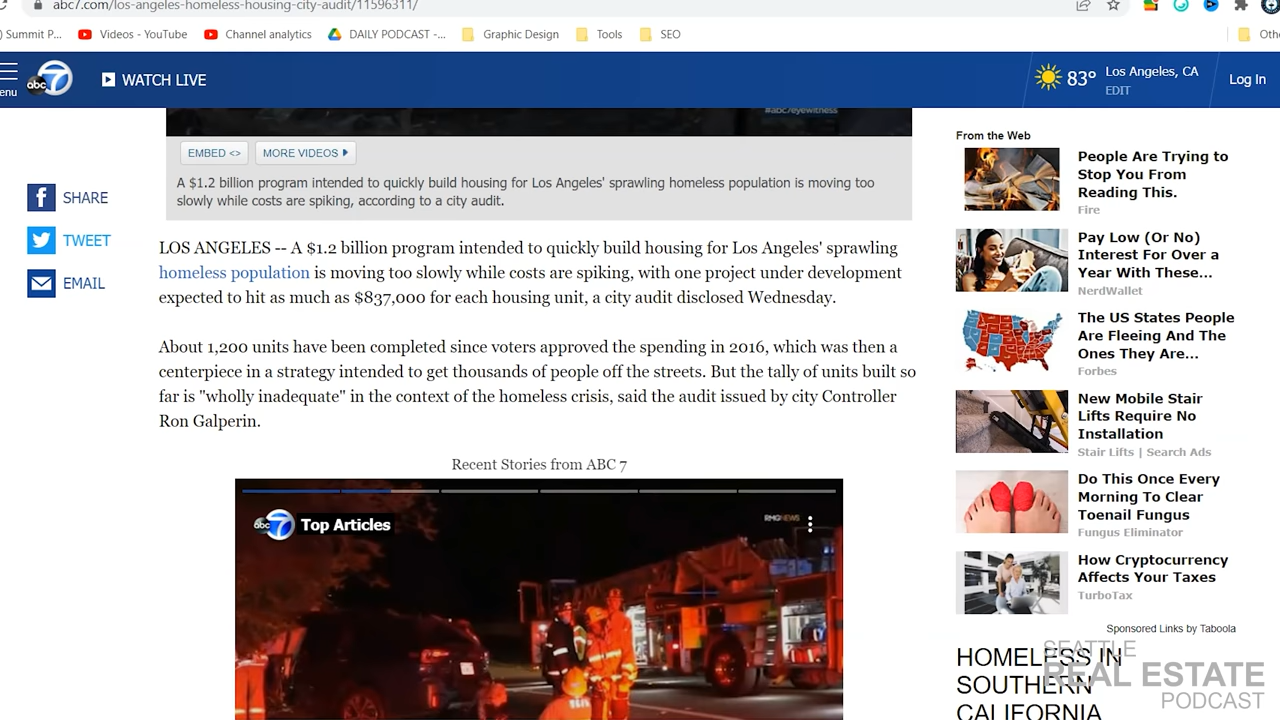 abc7.com/los-angeles-homeless-housing-city-audit/11596311/
) Summit P...
Videos - YouTube
Channel analytics
DAILY PODCAST -...
Graphic Design
Tools
SEO
Othe
enu
abc 7
WATCH LIVE
83°
Los Angeles, CA
EDIT
Log In
#abc7eyewitness
EMBED <>
MORE VIDEOS
A $1.2 billion program intended to quickly build housing for Los Angeles' sprawling homeless population is moving too
slowly while costs are spiking, according to a city audit.
SHARE
TWEET
EMAIL
LOS ANGELES -- A $1.2 billion program intended to quickly build housing for Los Angeles' sprawling
homeless population is moving too slowly while costs are spiking, with one project under development
expected to hit as much as $837,000 for each housing unit, a city audit disclosed Wednesday.
About 1,200 units have been completed since voters approved the spending in 2016, which was then a
centerpiece in a strategy intended to get thousands of people off the streets. But the tally of units built so
far is "wholly inadequate" in the context of the homeless crisis, said the audit issued by city Controller
Ron Galperin.
Recent Stories from ABC 7
abc 7
Top Articles
RMGNEWS
From the Web
People Are Trying to
Stop You From
Reading This.
Fire
Pay Low (Or No)
Interest For Over a
Year With These...
NerdWallet
The US States People
Are Fleeing And The
Ones They Are...
Forbes
New Mobile Stair
Lifts Require No
Installation
Stair Lifts | Search Ads
Do This Once Every
Morning To Clear
Toenail Fungus
Fungus Eliminator
How Cryptocurrency
Affects Your Taxes
TurboTax
Sponsored Links by Taboola
HOMELESS IN
SOUTHERN
CALIFORNIA
SEATTLE
REAL ESTATE
PODCAST